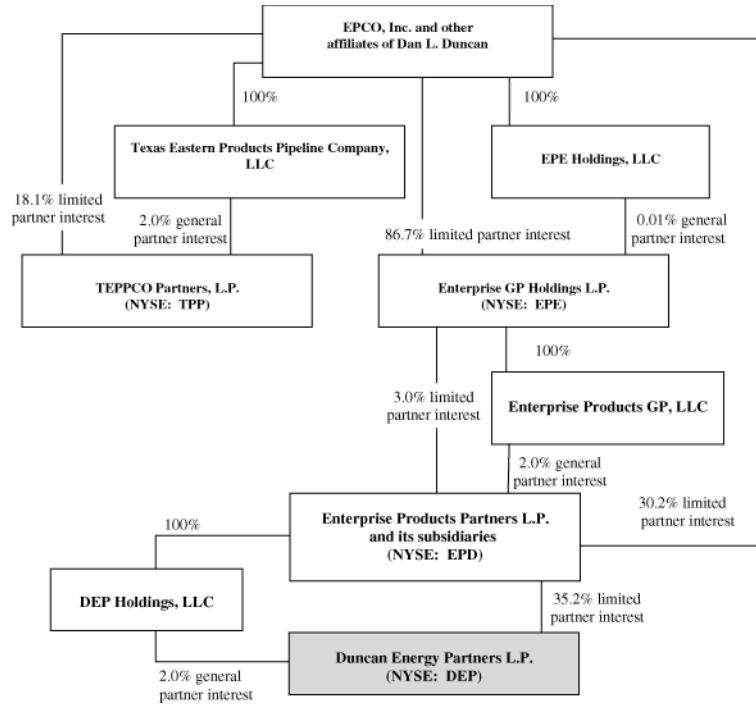 EPCO, Inc. and other
affiliates of Dan L. Duncan
100%
100%
Texas Eastern Products Pipeline Company,
LLC
EPE Holdings, LLC
18.1% limited
partner interest
2.0% general
partner interest
86.7% limited partner interest
0.01% general
partner interest
TEPPCO Partners, L.P.
(NYSE: TPP)
Enterprise GP Holdings L.P.
(NYSE: EPE)
100%
3.0% limited
partner interest
Enterprise Products GP, LLC
2.0% general
partner interest
30.2% limited
partner interest
Enterprise Products Partners L.P.
and its subsidiaries
(NYSE: EPD)
100%
DEP Holdings, LLC
35.2% limited
partner interest
Duncan Energy Partners L.P.
(NYSE: DEP)
2.0% general
partner interest